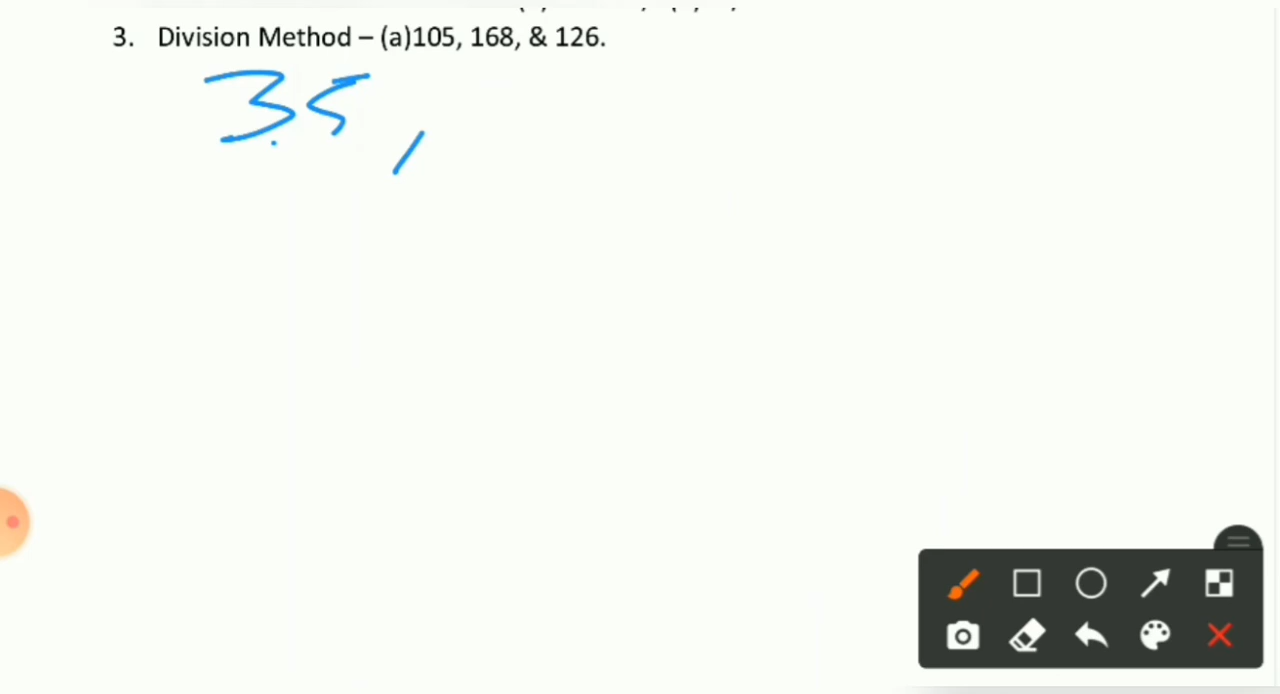 3. Division Method – (a)105, 168, & 126.
35,